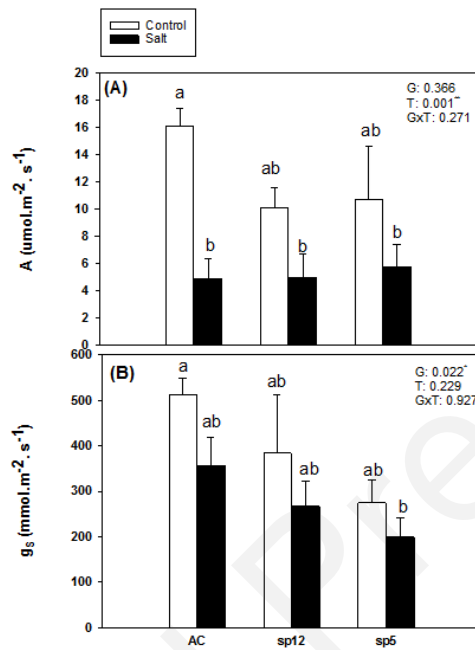 Control
Salt
(A)
G: 0.366
T: 0.001**
GxT: 0.271
A (umol.m⁻². s⁻¹)
20
18
16
14
12
10
8
6
4
2
0
a
b
ab
b
ab
b
(B)
G: 0.022*
T: 0.229
GxT: 0.927
gs (mmol.m⁻². s⁻¹)
600
500
400
300
200
100
0
a
ab
ab
ab
ab
b
AC sp12 sp5
Pre